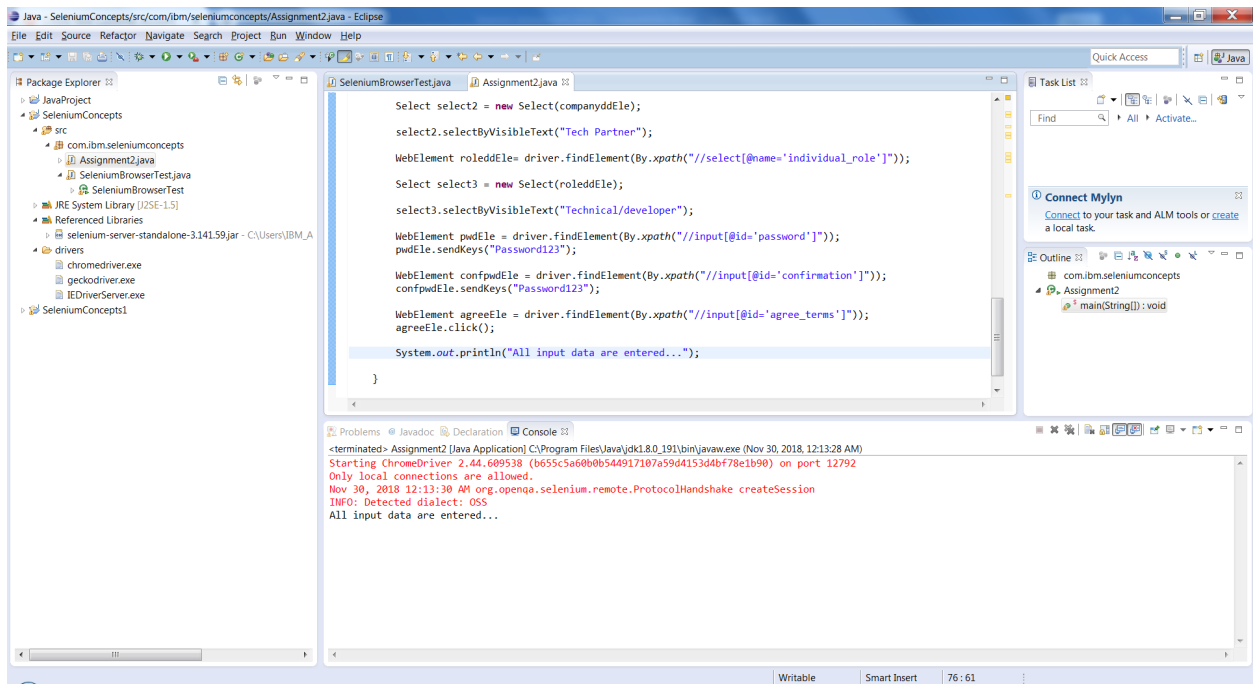 Java - SeleniumConcepts/src/com/ibm/seleniumconcepts/Assignment2.java - Eclipse
File Edit Source Refactor Navigate Search Project Run Window Help
Quick Access
Java
Package Explorer
JavaProject
SeleniumConcepts
src
com.ibm.seleniumconcepts
Assignment2.java
SeleniumBrowserTest.java
SeleniumBrowserTest
JRE System Library [J2SE-1.5]
Referenced Libraries
selenium-server-standalone-3.141.59.jar - C:\Users\IBM_A
drivers
chromedriver.exe
geckodriver.exe
IEDriverServer.exe
SeleniumConcepts1
SeleniumBrowserTest.java Assignment2.java
Select select2 = new Select(companyddEle);
select2.selectByVisibleText("Tech Partner");
WebElement roleddEle= driver.findElement(By.xpath("//select[@name='individual_role']"));
Select select3 = new Select(roleddEle);
select3.selectByVisibleText("Technical/developer");
WebElement pwdEle = driver.findElement(By.xpath("//input[@id='password']"));
pwdEle.sendKeys("Password123");
WebElement confpwdEle = driver.findElement(By.xpath("//input[@id='confirmation']"));
confpwdEle.sendKeys("Password123");
WebElement agreeEle = driver.findElement(By.xpath("//input[@id='agree_terms']"));
agreeEle.click();
System.out.println("All input data are entered...");
}
Task List
Find All Activate...
Connect Mylyn
Connect to your task and ALM tools or create
a local task.
Outline
com.ibm.seleniumconcepts
Assignment2
main(String[]) : void
Problems Javadoc Declaration Console
<terminated> Assignment2 [Java Application] C:\Program Files\Java\jdk1.8.0_191\bin\javaw.exe (Nov 30, 2018, 12:13:28 AM)
Starting ChromeDriver 2.44.609538 (b655c5a60b0b544917107a59d4153d4bf78e1b90) on port 12792
Only local connections are allowed.
Nov 30, 2018 12:13:30 AM org.openqa.selenium.remote.ProtocolHandshake createSession
INFO: Detected dialect: OSS
All input data are entered...
Writable Smart Insert 76 : 61